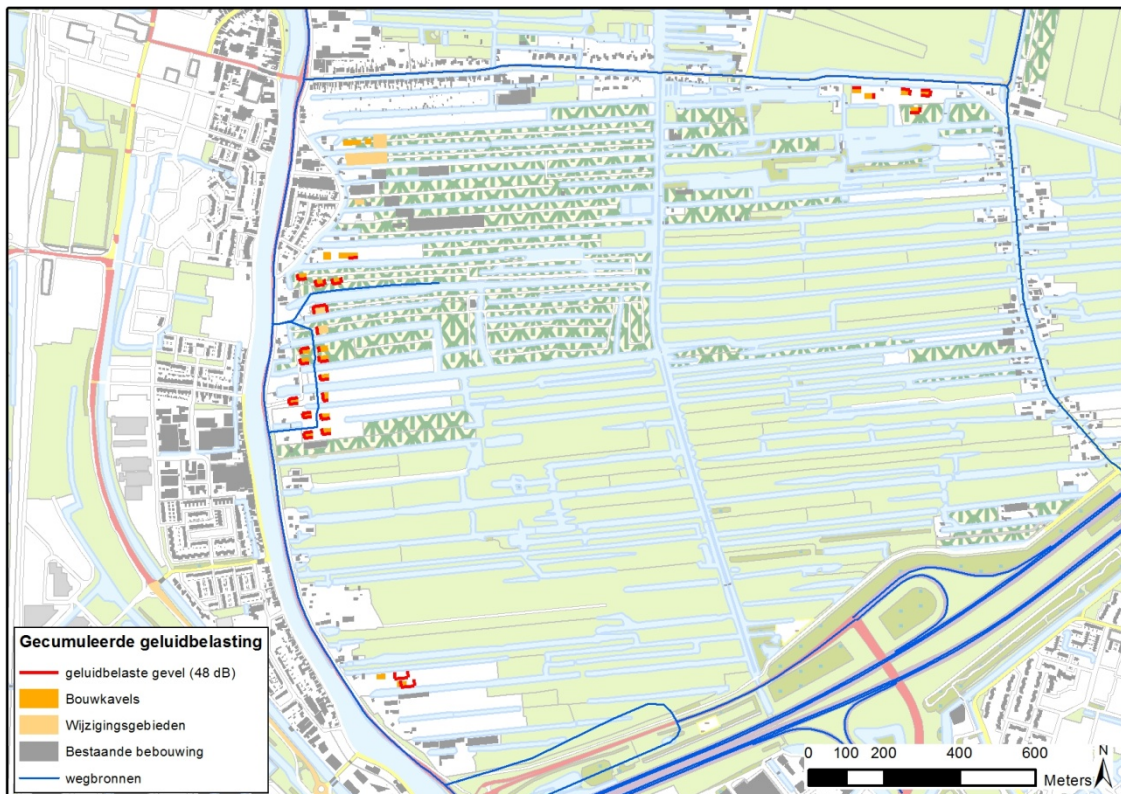 Gecumuleerde geluidbelasting
geluidbelaste gevel (48 dB)
Bouwkavels
Wijzigingsgebieden
Bestaande bebouwing
wegbronnen
0 100 200 400 600
Meters
N